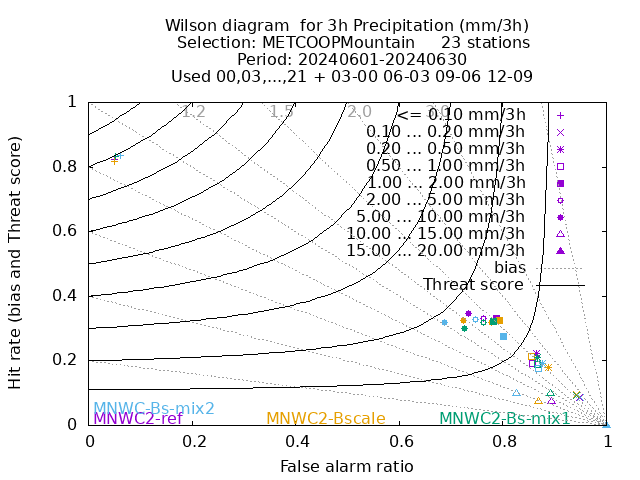 Wilson diagram  for 3h Precipitation (mm/3h)
Selection: METCOOPMountain     23 stations
Period: 20240601-20240630
Used 00,03,...,21 + 03-00 06-03 09-06 12-09
1.2 1.5 2.0 3.0
<= 0.10 mm/3h
0.10 ... 0.20 mm/3h
0.20 ... 0.50 mm/3h
0.50 ... 1.00 mm/3h
1.00 ... 2.00 mm/3h
2.00 ... 5.00 mm/3h
5.00 ... 10.00 mm/3h
10.00 ... 15.00 mm/3h
15.00 ... 20.00 mm/3h
bias
Threat score
1
0.8
0.6
0.4
0.2
0
Hit rate (bias and Threat score)
MNWC-Bs-mix2
MNWC2-ref MNWC2-Bscale MNWC2-Bs-mix1
0 0.2 0.4 0.6 0.8 1
False alarm ratio